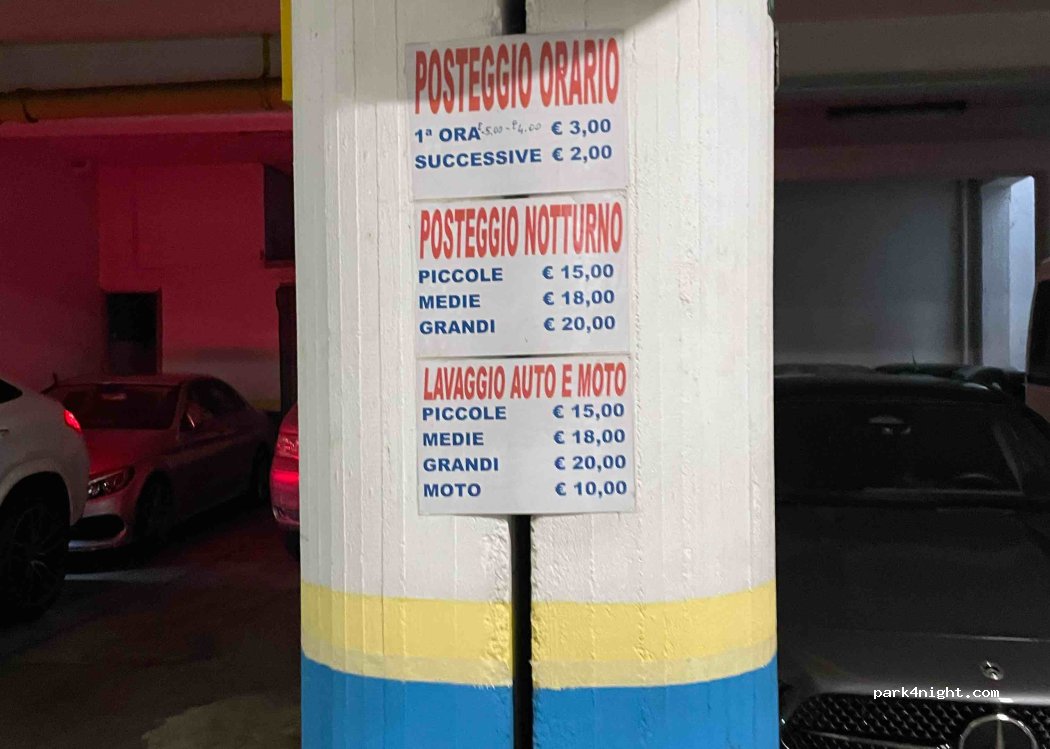 POSTEGGIO ORARIO
1ª ORA €5,00 - €4,00 € 3,00
SUCCESSIVE € 2,00
POSTEGGIO NOTTURNO
PICCOLE € 15,00
MEDIE € 18,00
GRANDI € 20,00
LAVAGGIO AUTO E MOTO
PICCOLE € 15,00
MEDIE € 18,00
GRANDI € 20,00
MOTO € 10,00
park4night.com